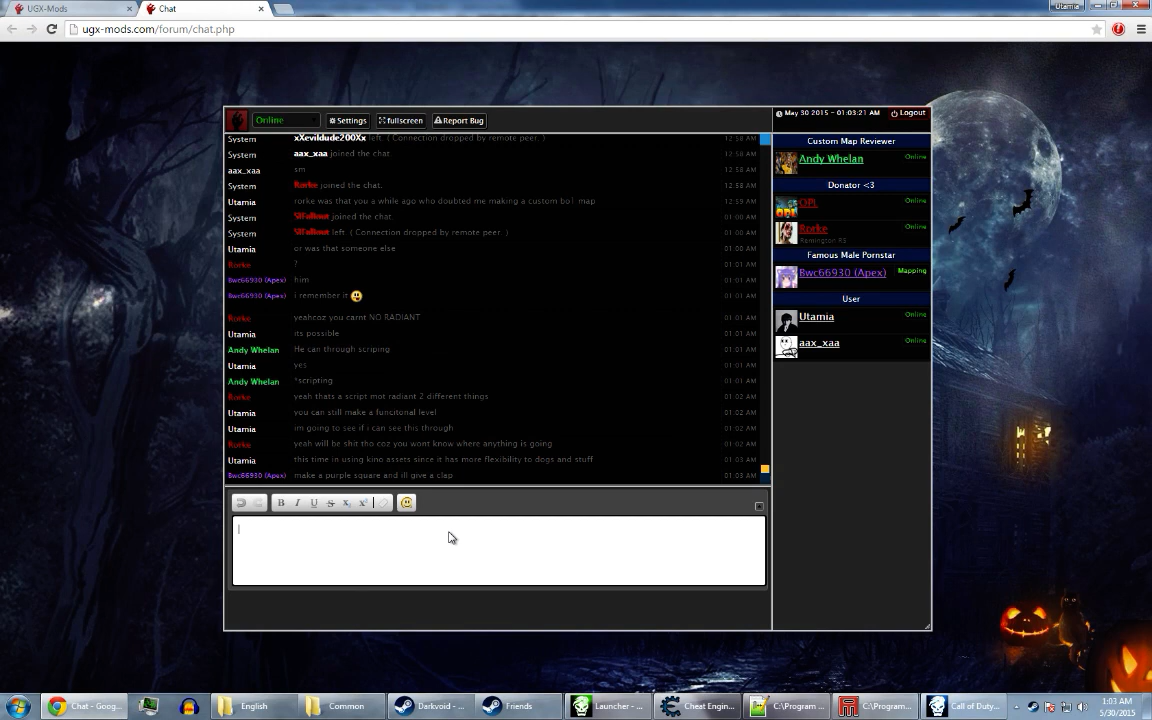 UGX-Mods
Chat
Utamia
ugx-mods.com/forum/chat.php
Online
Settings
fullscreen
Report Bug
May 30 2015 - 01:03:21 AM
Logout
System xXevildude200Xx left. ( Connection dropped by remote peer. ) 12:58 AM
System aax_xaa joined the chat. 12:58 AM
aax_xaa sm 12:58 AM
System Rorke joined the chat. 12:58 AM
Utamia rorke was that you a while ago who doubted me making a custom bo1 map 12:59 AM
System joined the chat. 01:00 AM
System left. ( Connection dropped by remote peer. ) 01:00 AM
Utamia or was that someone else 01:00 AM
Rorke ? 01:01 AM
Bwc66930 (Apex) him 01:01 AM
Bwc66930 (Apex) i remember it 01:01 AM
Rorke yeahcoz you carnt NO RADIANT 01:01 AM
Utamia its possible 01:01 AM
Andy Whelan He can through scriping 01:01 AM
Utamia yes 01:01 AM
Andy Whelan *scripting 01:01 AM
Rorke yeah thats a script mot radiant 2 different things 01:02 AM
Utamia you can still make a funcitonal level 01:02 AM
Utamia im going to see if i can see this through 01:02 AM
Rorke yeah will be shit tho coz you wont know where anything is going 01:02 AM
Utamia this time in using kino assets since it has more flexibility to dogs and stuff 01:03 AM
Bwc66930 (Apex) make a purple square and ill give a clap 01:03 AM
Custom Map Reviewer
Andy Whelan Online
Donator <3
OPL Online
Rorke Online
Remington R5
Famous Male Pornstar
Bwc66930 (Apex) Mapping
User
Utamia Online
aax_xaa Online
B I U S X X
Chat - Goog...
English
Common
Darkvoid - ...
Friends
Launcher - ...
Cheat Engin...
C:\Program ...
C:\Program...
Call of Duty...
1:03 AM
5/30/2015